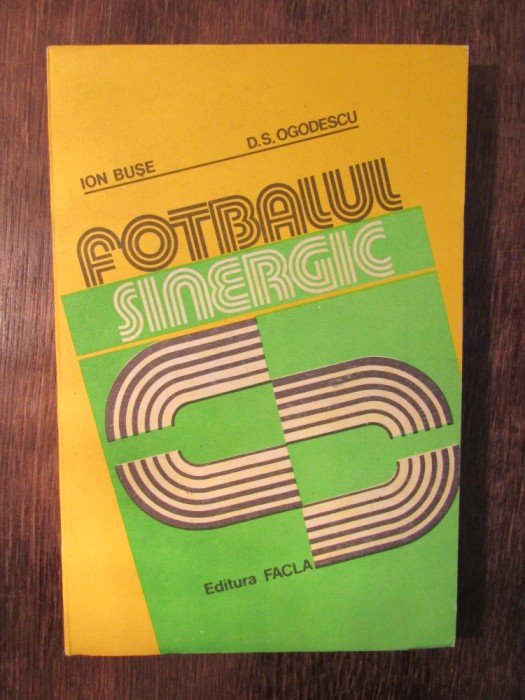 ION BUȘE D.S. OGODESCU
FOTBALUL
SINERGIC
Editura FACLA